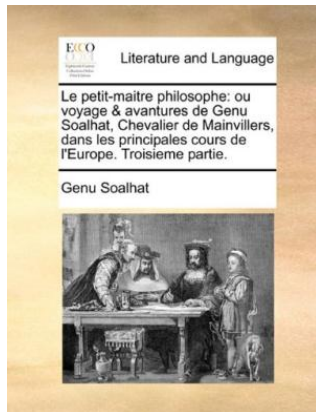 ECCO
Literature and Language
Le petit-maitre philosophe: ou
voyage & avantures de Genu
Soalhat, Chevalier de Mainvillers,
dans les principales cours de
l'Europe. Troisieme partie.
Genu Soalhat